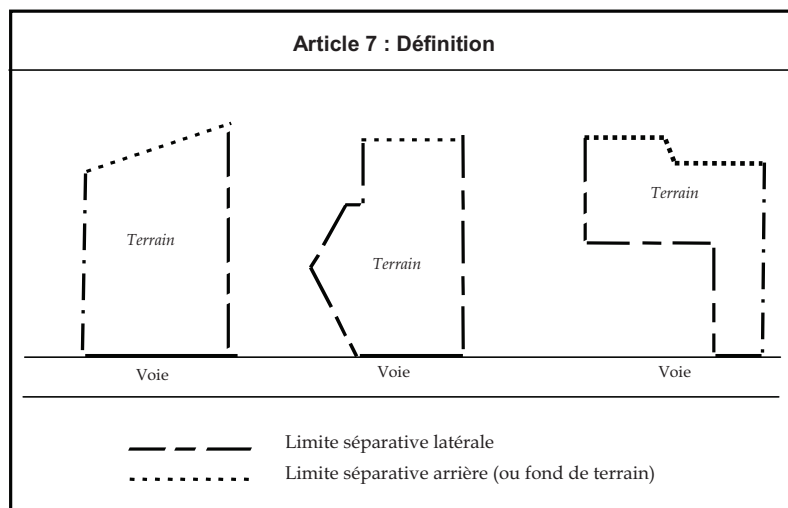 Article 7 : Définition
Terrain
Terrain
Terrain
Voie
Voie
Voie
Limite séparative latérale
Limite séparative arrière (ou fond de terrain)